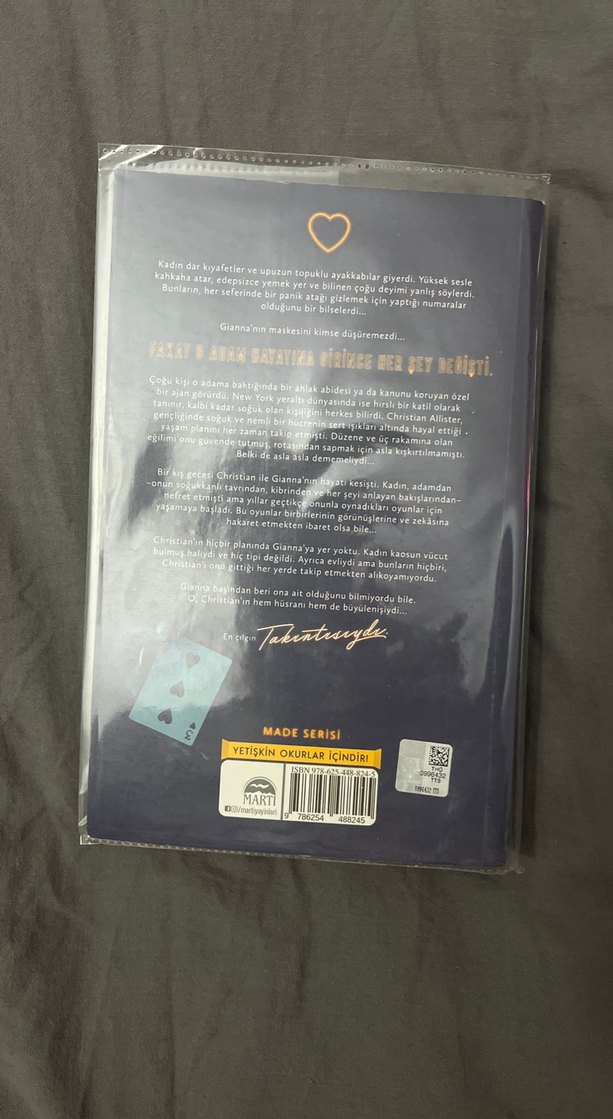 Kadın dar kıyafetler ve upuzun topuklu ayakkabılar giyerdi. Yüksek sesle
kahkaha atar, edepsizce yemek yer ve bilinen çoğu deyimi yanlış söylerdi.
Bunların, her seferinde bir panik atağı gizlemek için yaptığı numaralar
olduğunu bir bilselerdi...
Gianna'nın maskesini kimse düşüremezdi...
FAKAT O ADAM HAYATINA GİRİNCE HER ŞEY DEĞİŞTİ.
Çoğu kişi o adama baktığında bir ahlak abidesi ya da kanunu koruyan özel
bir ajan görürdü. New York yeraltı dünyasında ise hırslı bir katil olarak
tanınır, kalbi kadar soğuk olan kişiliğini herkes bilirdi. Christian Allister,
gençliğinde soğuk ve nemli bir hücrenin sert ışıkları altında hayal ettiği
yaşam planını her zaman takip etmişti. Düzene ve üç rakamına olan
eğilimi onu güvende tutmuş, rotasından sapmak için asla kışkırtılmamıştı.
Belki de asla asla dememeliydi...
Bir kış gecesi Christian ile Gianna'nın hayatı kesişti. Kadın, adamdan
-onun soğukkanlı tavrından, kibrinden ve her şeyi anlayan bakışlarından-
nefret etmişti ama yıllar geçtikçe onunla oynadıkları oyunlar için
yaşamaya başladı. Bu oyunlar birbirlerinin görünüşlerine ve zekâsına
hakaret etmekten ibaret olsa bile...
Christian'ın hiçbir planında Gianna'ya yer yoktu. Kadın kaosun vücut
bulmuş haliydi ve hiç tipi değildi. Ayrıca evliydi ama bunların hiçbiri,
Christian'ı onu gittiği her yerde takip etmekten alıkoyamıyordu.
Gianna başından beri ona ait olduğunu bilmiyordu bile.
O, Christian'ın hem hüsranı hem de büyülenişiydi...
En çılgın Takıntısıydı.
3
MADE SERİSİ
YETİŞKİN OKURLAR İÇİNDİR!
ISBN 978-625-448-824-5
MARTI
/martiyayinlari
9 786254 488245
THG
0996432
TTS
0996432 TTS